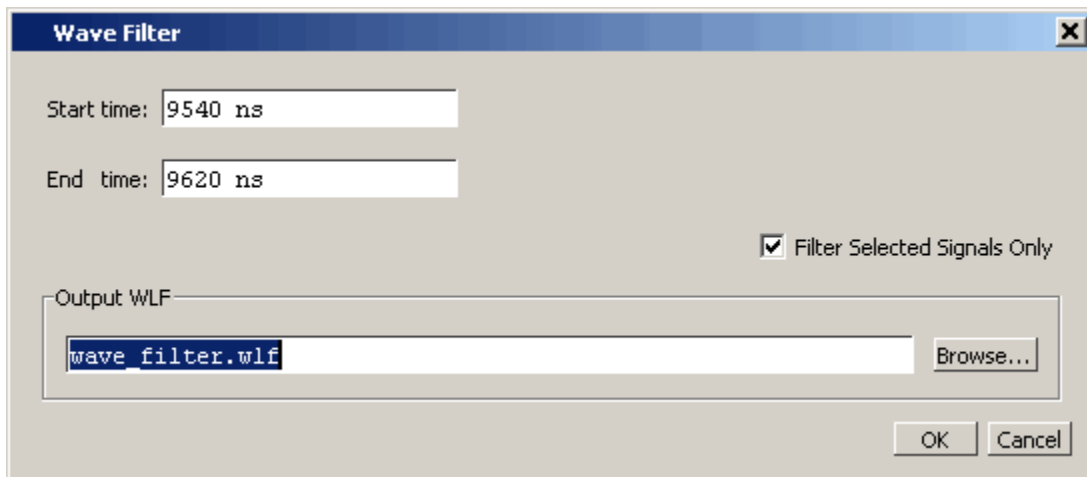 Wave Filter
Start time: 9540 ns
End time: 9620 ns
Filter Selected Signals Only
Output WLF
wave_filter.wlf Browse...
OK Cancel